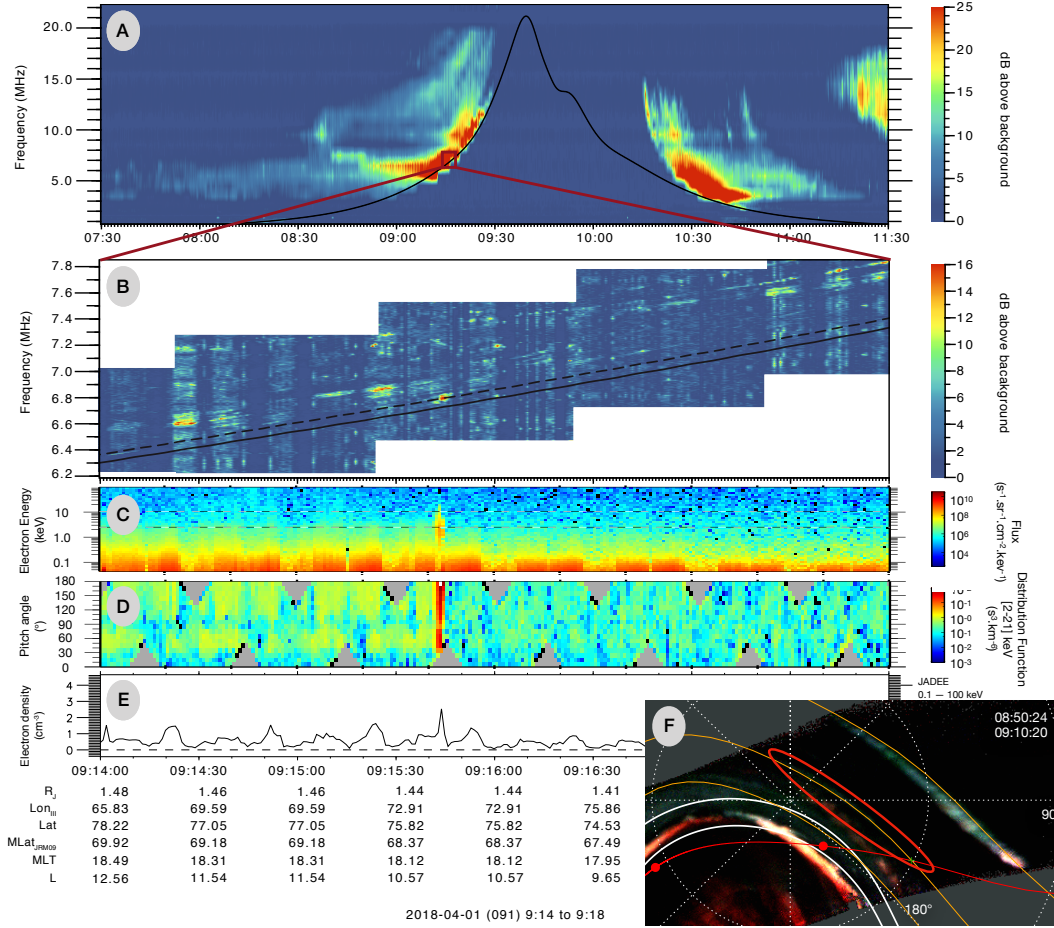 A
20.0
15.0
10.0
5.0
Frequency (MHz)
07:30 08:00 08:30 09:00 09:30 10:00 10:30 11:00 11:30
25
20
15
10
5
0
dB above background
B
7.8
7.6
7.4
7.2
7.0
6.8
6.6
6.4
6.2
Frequency (MHz)
16
14
12
10
8
6
4
2
0
dB above bacakground
C
Electron Energy
(keV)
10
1.0
0.1
10¹⁰
10⁸
10⁶
10⁴
Flux
(s⁻¹.sr⁻¹.cm⁻².kev⁻¹)
D
Pitch angle
(°)
180
150
120
90
60
30
0
10⁻¹
10⁻⁰
10⁻¹
10⁻²
10⁻³
Distribution Function
[2-21] keV
(s³.km⁻⁶)
E
Electron density
(cm⁻³)
4
3
2
1
0
JADEE
0.1 — 100 keV
09:14:00 09:14:30 09:15:00 09:15:30 09:16:00 09:16:30
R_J 1.48 1.46 1.46 1.44 1.44 1.41
Lon_III 65.83 69.59 69.59 72.91 72.91 75.86
Lat 78.22 77.05 77.05 75.82 75.82 74.53
MLat_JRM09 69.92 69.18 69.18 68.37 68.37 67.49
MLT 18.49 18.31 18.31 18.12 18.12 17.95
L 12.56 11.54 11.54 10.57 10.57 9.65
2018-04-01 (091) 9:14 to 9:18
F
08:50:24
09:10:20
90
180°